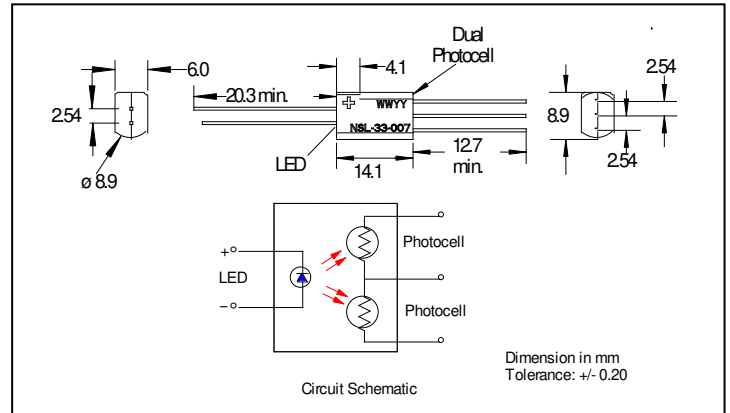 Dual
Photocell
6.0
4.1
2.54
20.3 min.
2.54
+ WWYY
8.9
NSL-33-007
12.7
min.
LED
14.1
2.54
ø 8.9
+
Photocell
LED
Photocell
−
Dimension in mm
Tolerance: +/- 0.20
Circuit Schematic